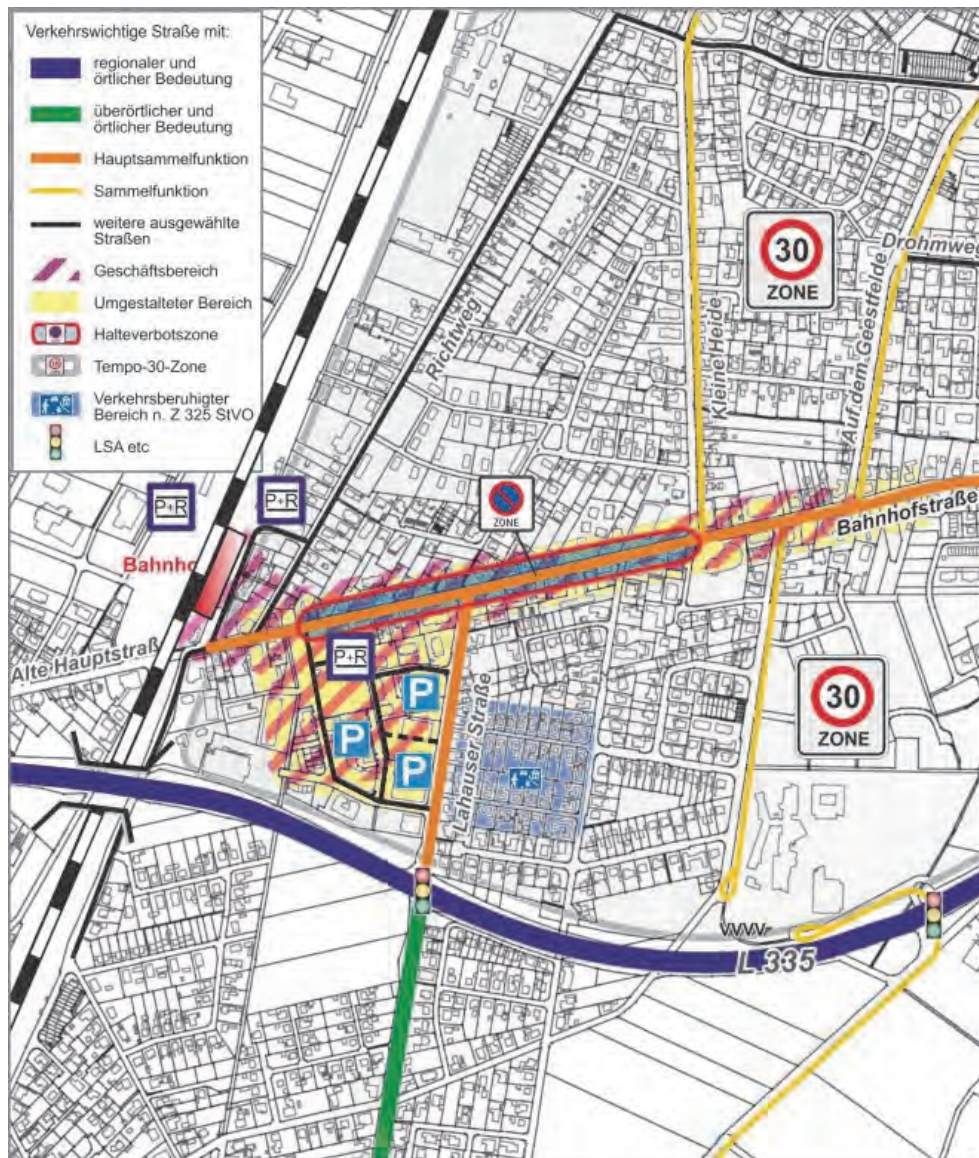 Verkehrswichtige Straße mit:
regionaler und
örtlicher Bedeutung
überörtlicher und
örtlicher Bedeutung
Hauptsammelfunktion
Sammelfunktion
weitere ausgewählte
Straßen
Geschäftsbereich
Umgestalteter Bereich
Halteverbotszone
Tempo-30-Zone
Verkehrsberuhigter
Bereich n. Z 325 StVO
LSA etc
30
ZONE
Drohmweg
Auf dem Geestfelde
Kleine Heide
Richtweg
P+R
P+R
ZONE
Bahnhofstraße
Bahnho
Alte Hauptstraß
P+R
P
P
P
Lahauser Straße
30
ZONE
L 335